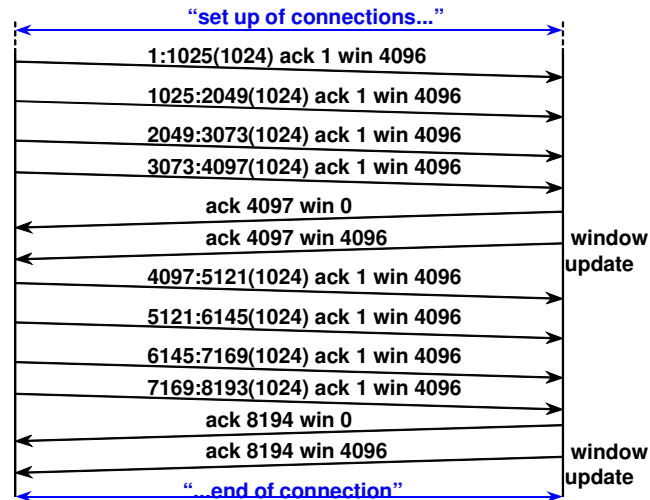 “set up of connections...”
1:1025(1024) ack 1 win 4096
1025:2049(1024) ack 1 win 4096
2049:3073(1024) ack 1 win 4096
3073:4097(1024) ack 1 win 4096
ack 4097 win 0
ack 4097 win 4096
window
update
4097:5121(1024) ack 1 win 4096
5121:6145(1024) ack 1 win 4096
6145:7169(1024) ack 1 win 4096
7169:8193(1024) ack 1 win 4096
ack 8194 win 0
ack 8194 win 4096
window
update
“...end of connection”